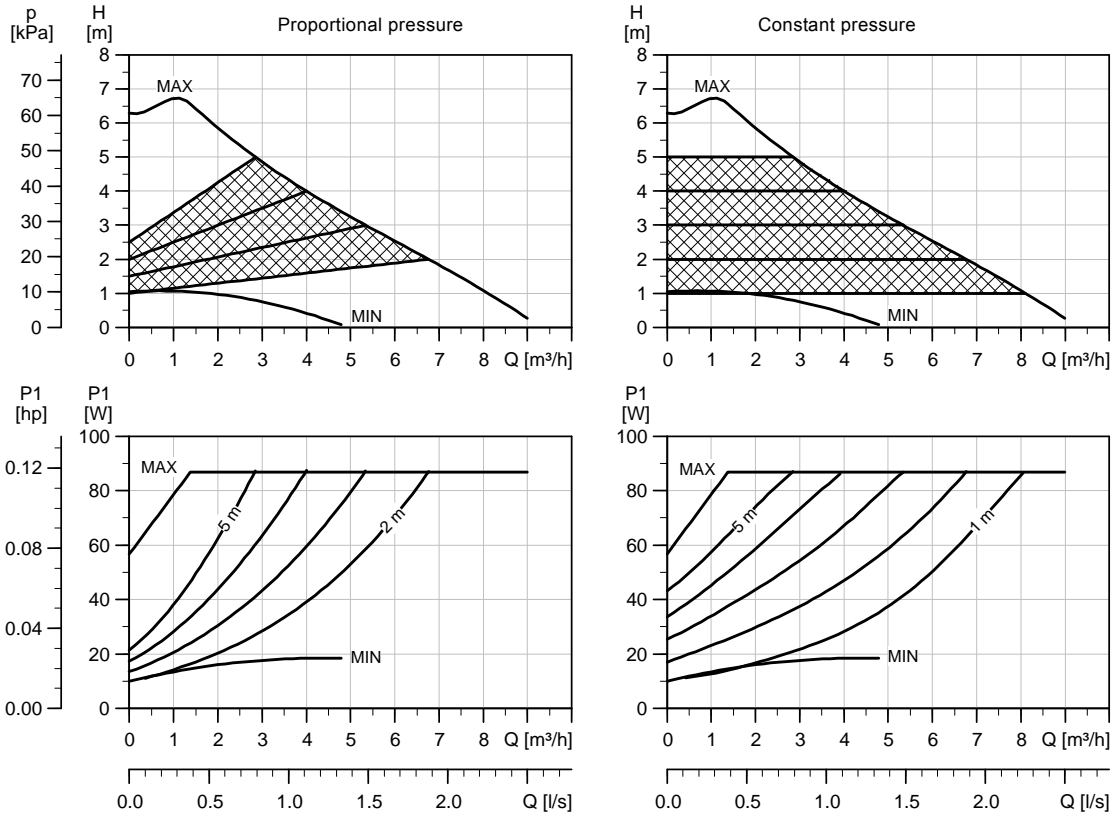 p H Proportional pressure H Constant pressure
[kPa] [m] [m]
8 8
70 7 MAX 7 MAX
60 6 6
50 5 5
40 4 4
30 3 3
20 2 2
10 1 1
0 0 MIN 0 MIN
0 1 2 3 4 5 6 7 8 Q [m³/h] 0 1 2 3 4 5 6 7 8 Q [m³/h]
P1 P1 P1
[hp] [W] [W]
100 100
0.12 MAX MAX
80 80
5 m 2 m 5 m 1 m
0.08 60 60
40 40
0.04
20 MIN 20 MIN
0.00 0 0
0 1 2 3 4 5 6 7 8 Q [m³/h] 0 1 2 3 4 5 6 7 8 Q [m³/h]
0.0 0.5 1.0 1.5 2.0 Q [l/s] 0.0 0.5 1.0 1.5 2.0 Q [l/s]